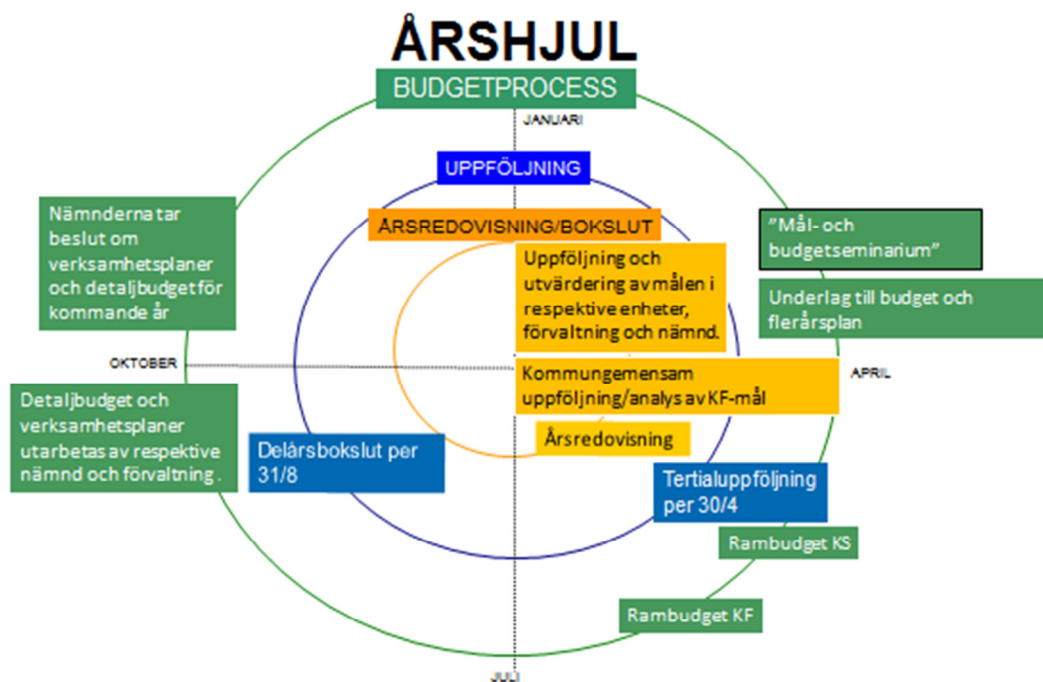 ÅRSHJUL
BUDGETPROCESS
JANUARI
UPPFÖLJNING
Nämnderna tar
beslut om
verksamhetsplaner
och detaljbudget för
kommande år
ÅRSREDOVISNING/BOKSLUT
"Mål- och
budgetseminarium"
Uppföljning och
utvärdering av målen i
respektive enheter,
förvaltning och nämnd.
Underlag till budget och
flerårsplan
OKTOBER
APRIL
Kommungemensam
uppföljning/analys av KF-mål
Detaljbudget och
verksamhetsplaner
utarbetas av respektive
nämnd och förvaltning.
Årsredovisning
Delårsbokslut per
31/8
Tertialuppföljning
per 30/4
Rambudget KS
Rambudget KF
JULI